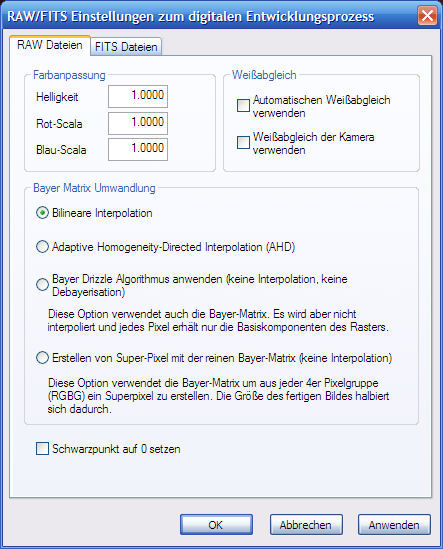 RAW/FITS Einstellungen zum digitalen Entwicklungsprozess
RAW Dateien
FITS Dateien
Farbanpassung
Helligkeit 1.0000
Rot-Scala 1.0000
Blau-Scala 1.0000
Weißabgleich
Automatischen Weißabgleich
verwenden
Weißabgleich der Kamera
verwenden
Bayer Matrix Umwandlung
Bilineare Interpolation
Adaptive Homogeneity-Directed Interpolation (AHD)
Bayer Drizzle Algorithmus anwenden (keine Interpolation, keine
Debayerisation)
Diese Option verwendet auch die Bayer-Matrix. Es wird aber nicht
interpoliert und jedes Pixel erhält nur die Basiskomponenten des Rasters.
Erstellen von Super-Pixel mit der reinen Bayer-Matrix (keine Interpolation)
Diese Option verwendet die Bayer-Matrix um aus jeder 4er Pixelgruppe
(RGBG) ein Superpixel zu erstellen. Die Größe des fertigen Bildes halbiert
sich dadurch.
Schwarzpunkt auf 0 setzen
OK
Abbrechen
Anwenden